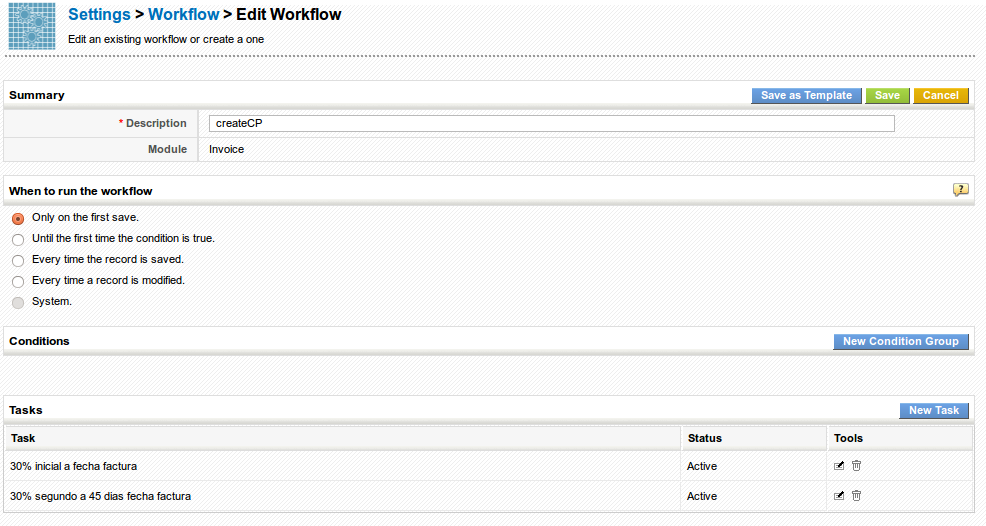 Settings > Workflow > Edit Workflow
Edit an existing workflow or create a one
Summary Save as Template Save Cancel
* Description createCP
Module Invoice
When to run the workflow ?
Only on the first save.
Until the first time the condition is true.
Every time the record is saved.
Every time a record is modified.
System.
Conditions New Condition Group
Tasks New Task
Task Status Tools
30% inicial a fecha factura Active
30% segundo a 45 dias fecha factura Active